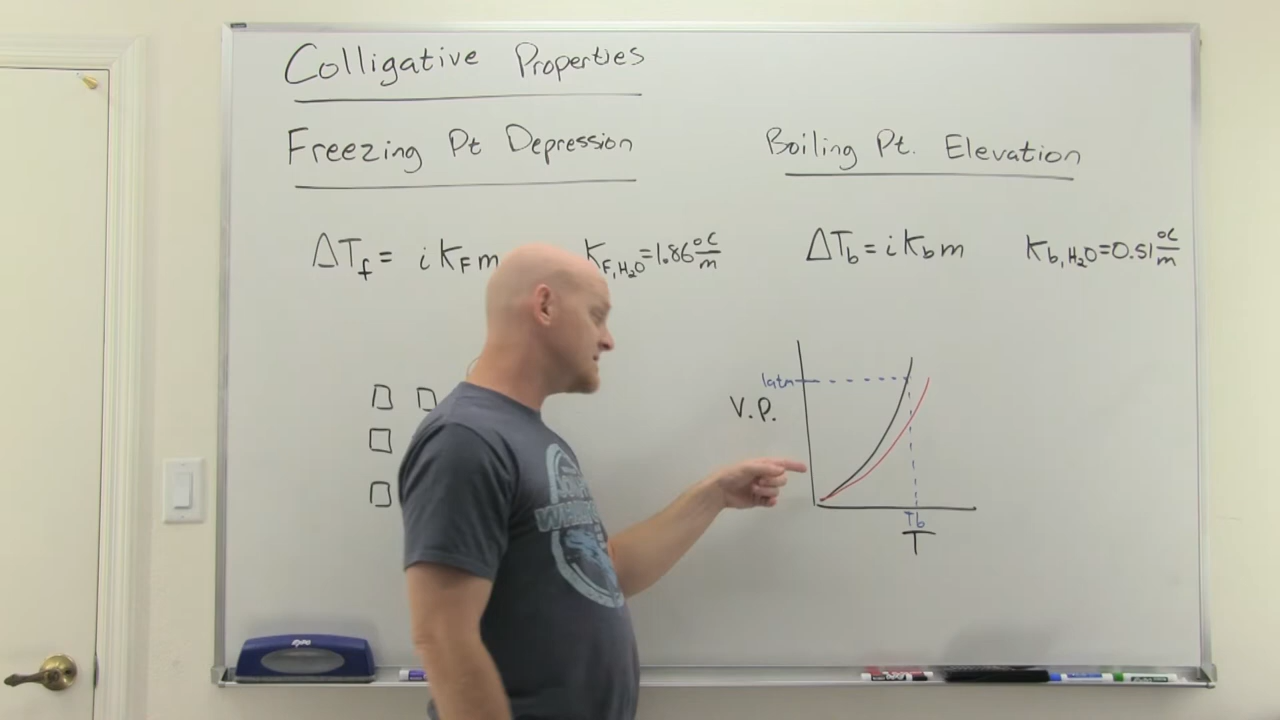 Colligative Properties
Freezing Pt Depression
ΔTf = i KF m
KF,H2O=1.86 °C/m
Boiling Pt. Elevation
ΔTb = i Kb m
Kb,H2O=0.51 °C/m
1atm
V.P.
Tb
T
EXPO